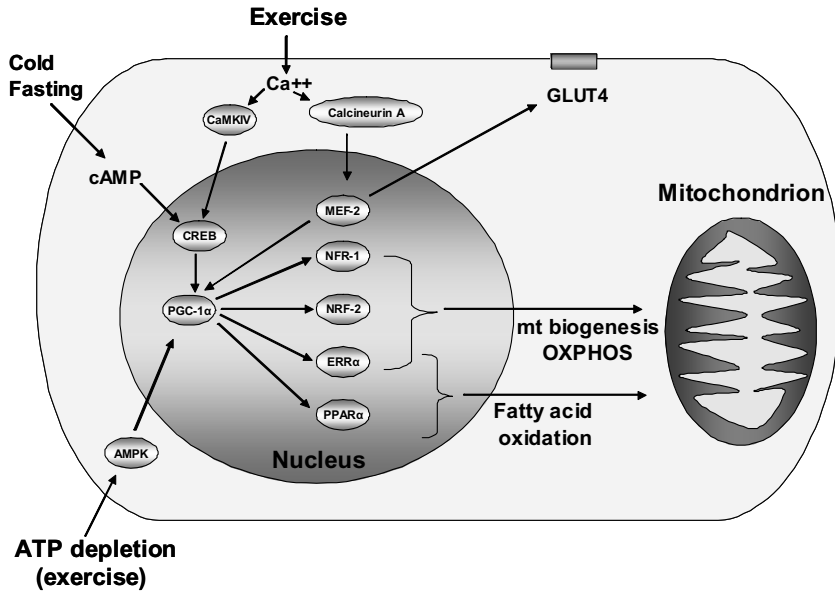 Exercise
Cold
Fasting
Ca++
CaMKIV
Calcineurin A
GLUT4
cAMP
MEF-2
Mitochondrion
CREB
NFR-1
PGC-1α
NRF-2
mt biogenesis
OXPHOS
ERRα
PPARα
Fatty acid
oxidation
AMPK
Nucleus
ATP depletion
(exercise)